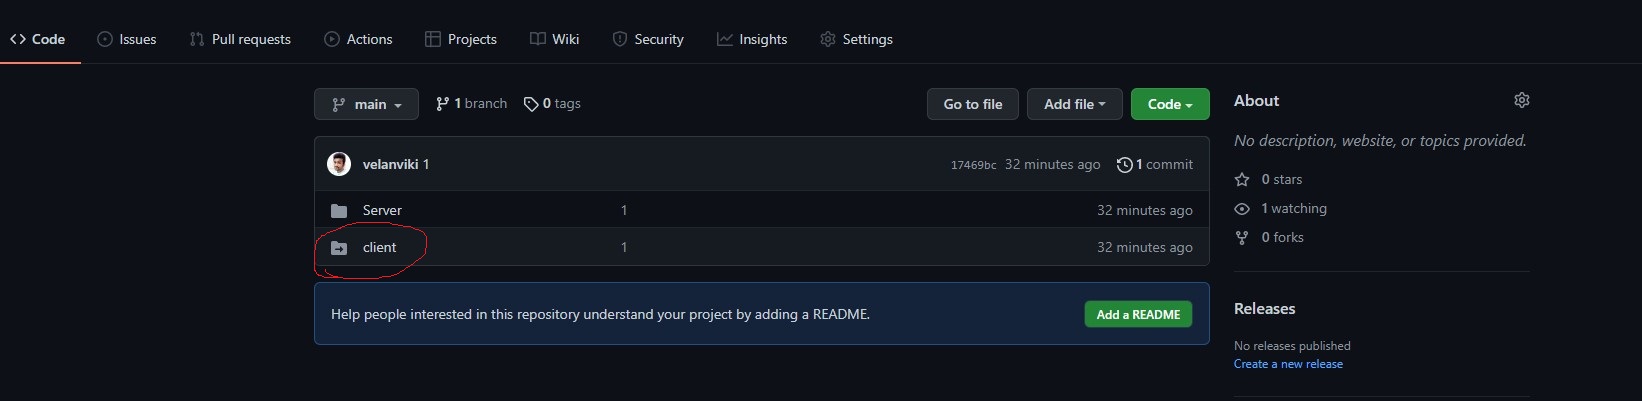 Code Issues Pull requests Actions Projects Wiki Security Insights Settings
main 1 branch 0 tags Go to file Add file Code
velanviki 1 17469bc 32 minutes ago 1 commit
Server 1 32 minutes ago
client 1 32 minutes ago
Help people interested in this repository understand your project by adding a README. Add a README
About
No description, website, or topics provided.
0 stars
1 watching
0 forks
Releases
No releases published
Create a new release